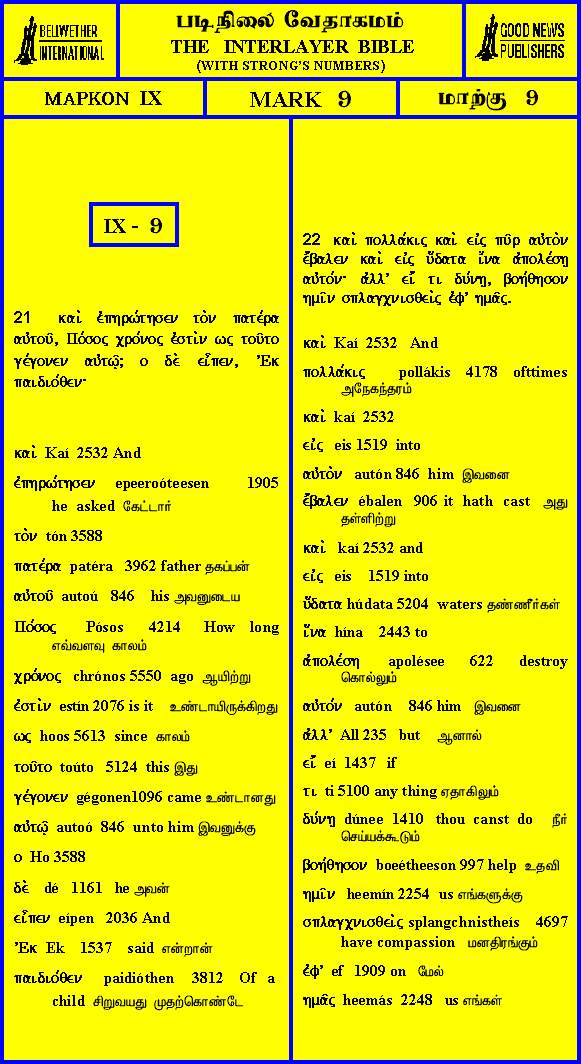 BELLWETHER
INTERNATIONAL
படிநிலை வேதாகமம்
THE INTERLAYER BIBLE
(WITH STRONG'S NUMBERS)
GOOD NEWS
PUBLISHERS
ΜΑΡΚΟΝ IX
MARK 9
மாற்கு 9
IX - 9
21 καὶ ἐπηρώτησεν τὸν πατέρα
αὐτοῦ, Πόσος χρόνος ἐστὶν ως τοῦτο
γέγονεν αὐτῷ; ο δὲ εἶπεν, Ἐκ
παιδιόθεν·
καὶ Kaí 2532 And
ἐπηρώτησεν epeeroóteesen 1905
he asked கேட்டார்
τὸν tón 3588
πατέρα patéra 3962 father தகப்பன்
αὐτοῦ autoú 846 his அவனுடைய
Πόσος Pósos 4214 How long
எவ்வளவு காலம்
χρόνος chrónos 5550 ago ஆயிற்று
ἐστὶν estín 2076 is it உண்டாயிருக்கிறது
ως hoos 5613 since காலம்
τοῦτο toúto 5124 this இது
γέγονεν gégonen1096 came உண்டானது
αὐτῷ autoó 846 unto him இவனுக்கு
ο Ho 3588
δὲ dé 1161 he அவன்
εἶπεν eípen 2036 And
Ἐκ Ek 1537 said என்றான்
παιδιόθεν paidióthen 3812 Of a
child சிறுவயது முதற்கொண்டே
22 καὶ πολλάκις καὶ εἰς πῦρ αὐτὸν
ἔβαλεν καὶ εἰς ὕδατα ἵνα ἀπολέσῃ
αὐτόν· ἀλλ' εἴ τι δύνῃ, βοήθησον
ημῖν σπλαγχνισθεὶς ἐφ' ημᾶς.
καὶ Kaí 2532 And
πολλάκις pollákis 4178 ofttimes
அநேகந்தரம்
καὶ kaí 2532
εἰς eis 1519 into
αὐτὸν autón 846 him இவனை
ἔβαλεν ébalen 906 it hath cast அது
தள்ளிற்று
καὶ kaí 2532 and
εἰς eis 1519 into
ὕδατα húdata 5204 waters தண்ணீர்கள்
ἵνα hína 2443 to
ἀπολέσῃ apolésee 622 destroy
கொல்லும்
αὐτόν autón 846 him இவனை
ἀλλ' All 235 but ஆனால்
εἴ eí 1437 if
τι ti 5100 any thing ஏதாகிலும்
δύνῃ dúnee 1410 thou canst do நீர்
செய்யக்கூடும்
βοήθησον boeétheeson 997 help உதவி
ημῖν heemín 2254 us எங்களுக்கு
σπλαγχνισθεὶς splangchnistheís 4697
have compassion மனதிரங்கும்
ἐφ' ef 1909 on மேல்
ημᾶς heemás 2248 us எங்கள்